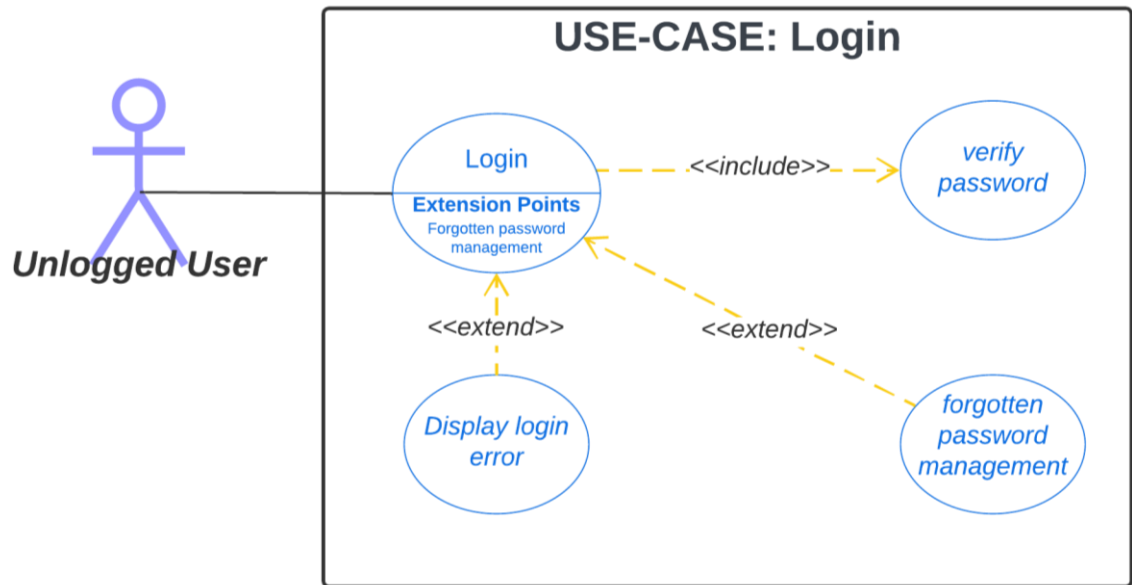 USE-CASE: Login
Unlogged User
Login
Extension Points
Forgotten password
management
<<include>>
verify
password
<<extend>>
<<extend>>
Display login
error
forgotten
password
management